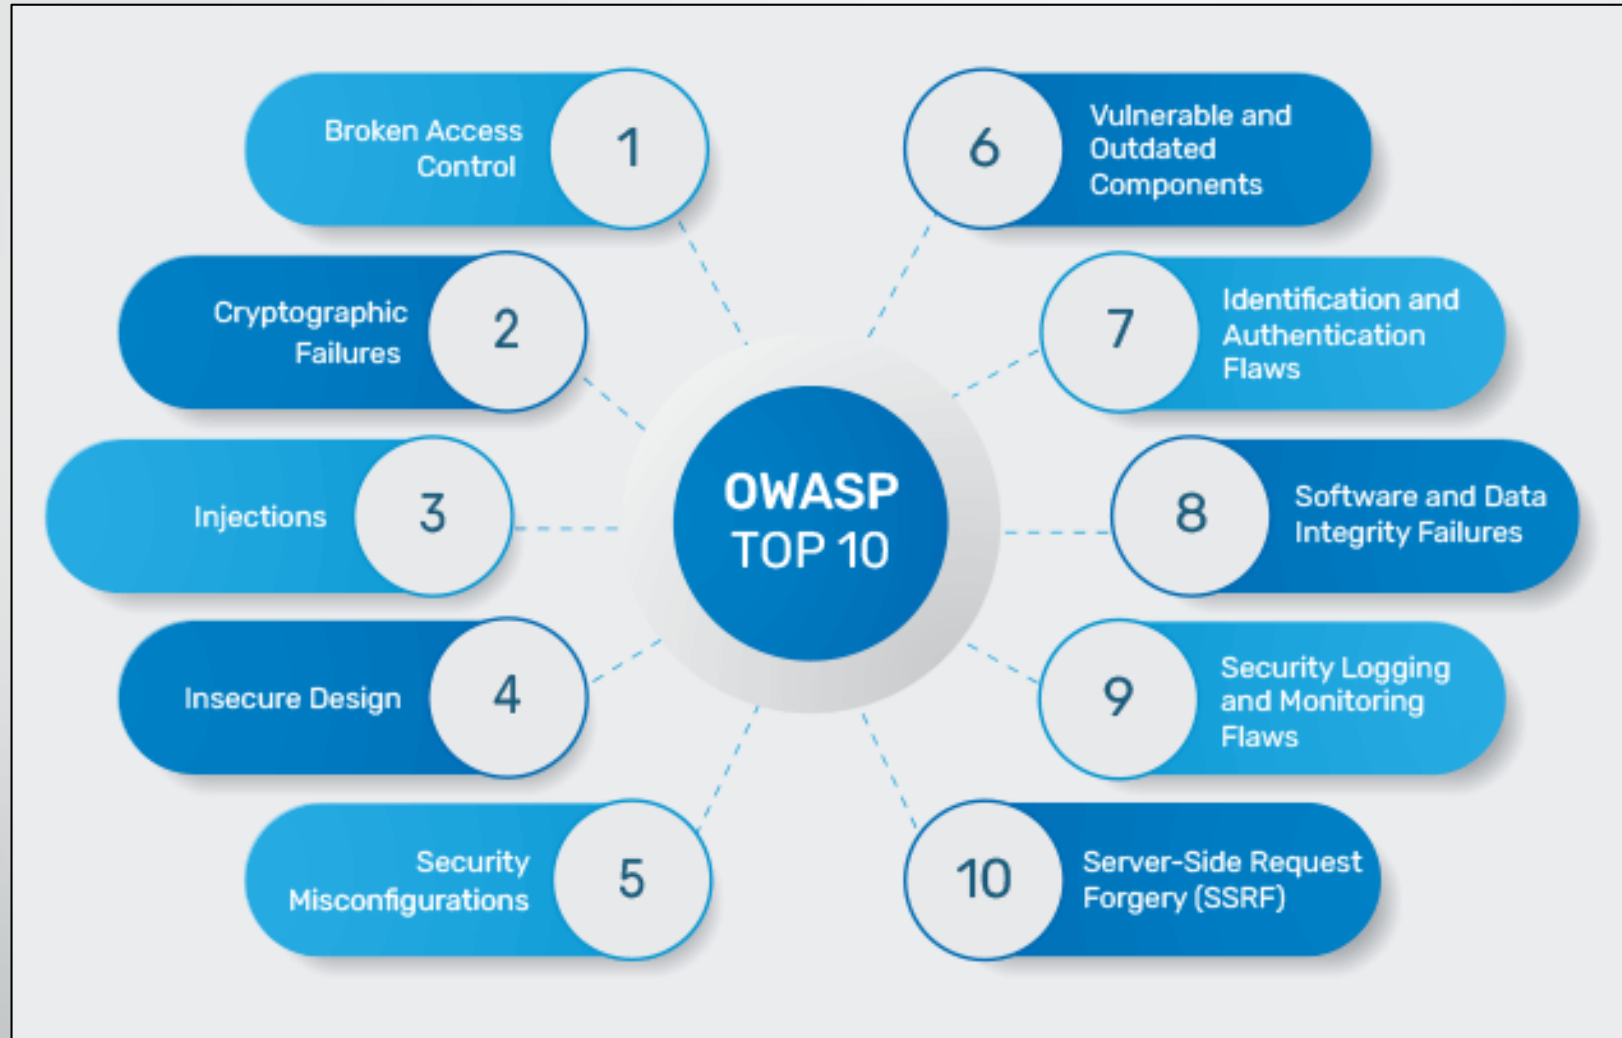 Broken Access
Control
1
Cryptographic
Failures
2
Injections
3
Insecure Design
4
Security
Misconfigurations
5
OWASP
TOP 10
6
Vulnerable and
Outdated
Components
7
Identification and
Authentication
Flaws
8
Software and Data
Integrity Failures
9
Security Logging
and Monitoring
Flaws
10
Server-Side Request
Forgery (SSRF)